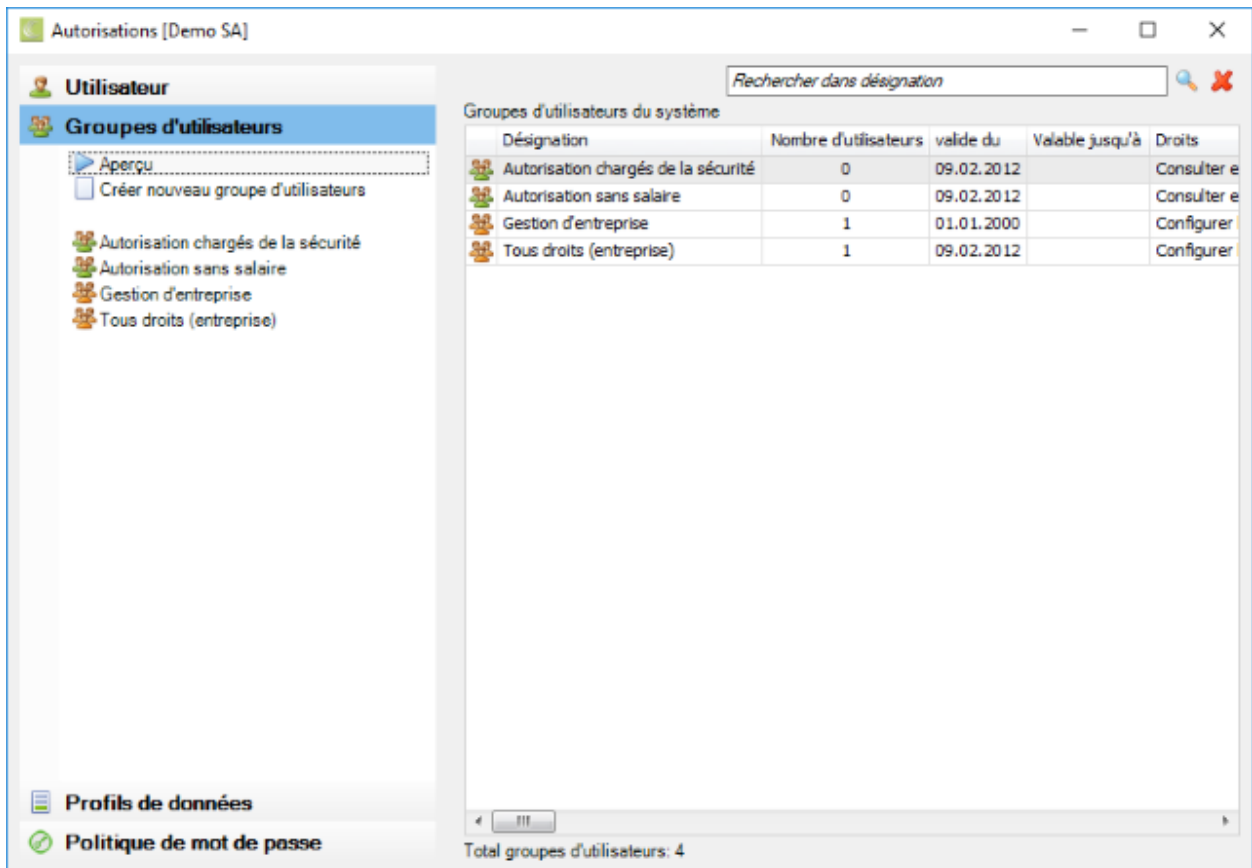 Autorisations [Demo SA]
Utilisateur
Groupes d'utilisateurs
Aperçu
Créer nouveau groupe d'utilisateurs
Autorisation chargés de la sécurité
Autorisation sans salaire
Gestion d'entreprise
Tous droits (entreprise)
Profils de données
Politique de mot de passe
Rechercher dans désignation
Groupes d'utilisateurs du système
Désignation Nombre d'utilisateurs valide du Valable jusqu'à Droits
Autorisation chargés de la sécurité 0 09.02.2012 Consulter e
Autorisation sans salaire 0 09.02.2012 Consulter e
Gestion d'entreprise 1 01.01.2000 Configurer
Tous droits (entreprise) 1 09.02.2012 Configurer
Total groupes d'utilisateurs: 4